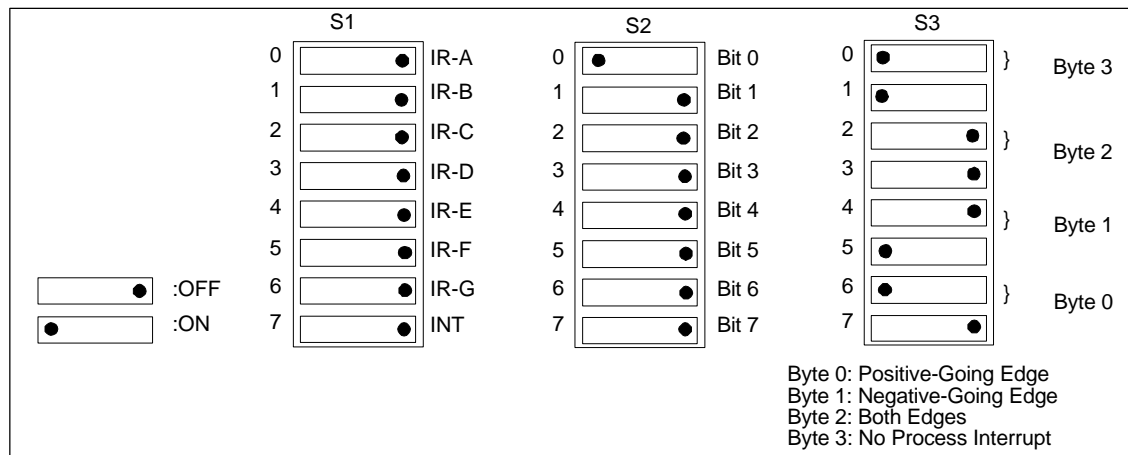 S1
S2
S3
0 IR-A
1 IR-B
2 IR-C
3 IR-D
4 IR-E
5 IR-F
6 IR-G
7 INT
0 Bit 0
1 Bit 1
2 Bit 2
3 Bit 3
4 Bit 4
5 Bit 5
6 Bit 6
7 Bit 7
0 } Byte 3
1
2 } Byte 2
3
4 } Byte 1
5
6 } Byte 0
7
:OFF
:ON
Byte 0: Positive-Going Edge
Byte 1: Negative-Going Edge
Byte 2: Both Edges
Byte 3: No Process Interrupt